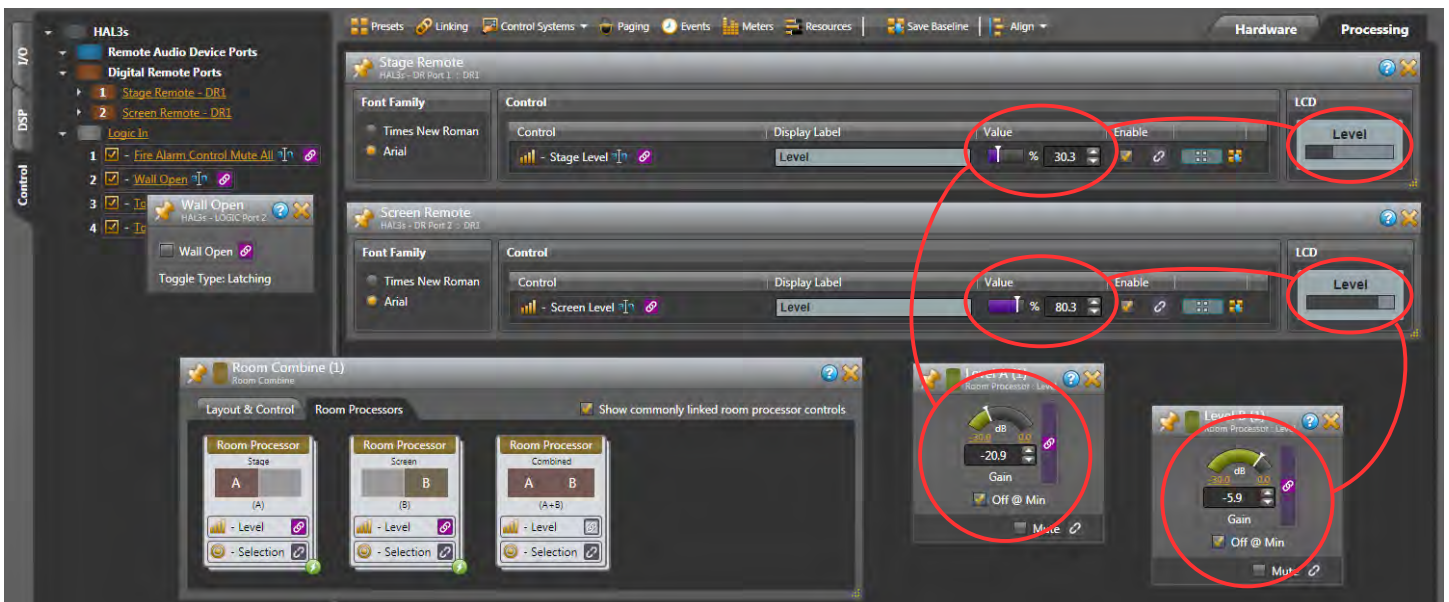 Presets Linking Control Systems Paging Events Meters Resources Save Baseline Align
Hardware Processing
I/O
DSP
Control
HAL3s
Remote Audio Device Ports
Digital Remote Ports
1 Stage Remote - DR1
2 Screen Remote - DR1
Logic In
1 - Fire Alarm Control Mute All
2 - Wall Open
3 -
4 -
Wall Open
HAL3s - LOGIC Port 2
Wall Open
Toggle Type: Latching
Stage Remote
HAL3s - DR Port 1 :: DR1
Font Family
Times New Roman
Arial
Control
Control Display Label Value Enable
- Stage Level Level % 30.3
LCD
Level
Screen Remote
HAL3s - DR Port 2 :: DR1
Font Family
Times New Roman
Arial
Control
Control Display Label Value Enable
- Screen Level Level % 80.3
LCD
Level
Room Combine (1)
Room Combine
Layout & Control Room Processors Show commonly linked room processor controls
Room Processor
Stage
A
(A)
- Level
- Selection
Room Processor
Screen
B
(B)
- Level
- Selection
Room Processor
Combined
A B
(A+B)
- Level
- Selection
Level A (1)
Room Processor : Level
dB
-30.0 0.0
-20.9
Gain
Off @ Min
Mute
Level B (1)
Room Processor : Level
dB
-30.0 0.0
-5.9
Gain
Off @ Min
Mute